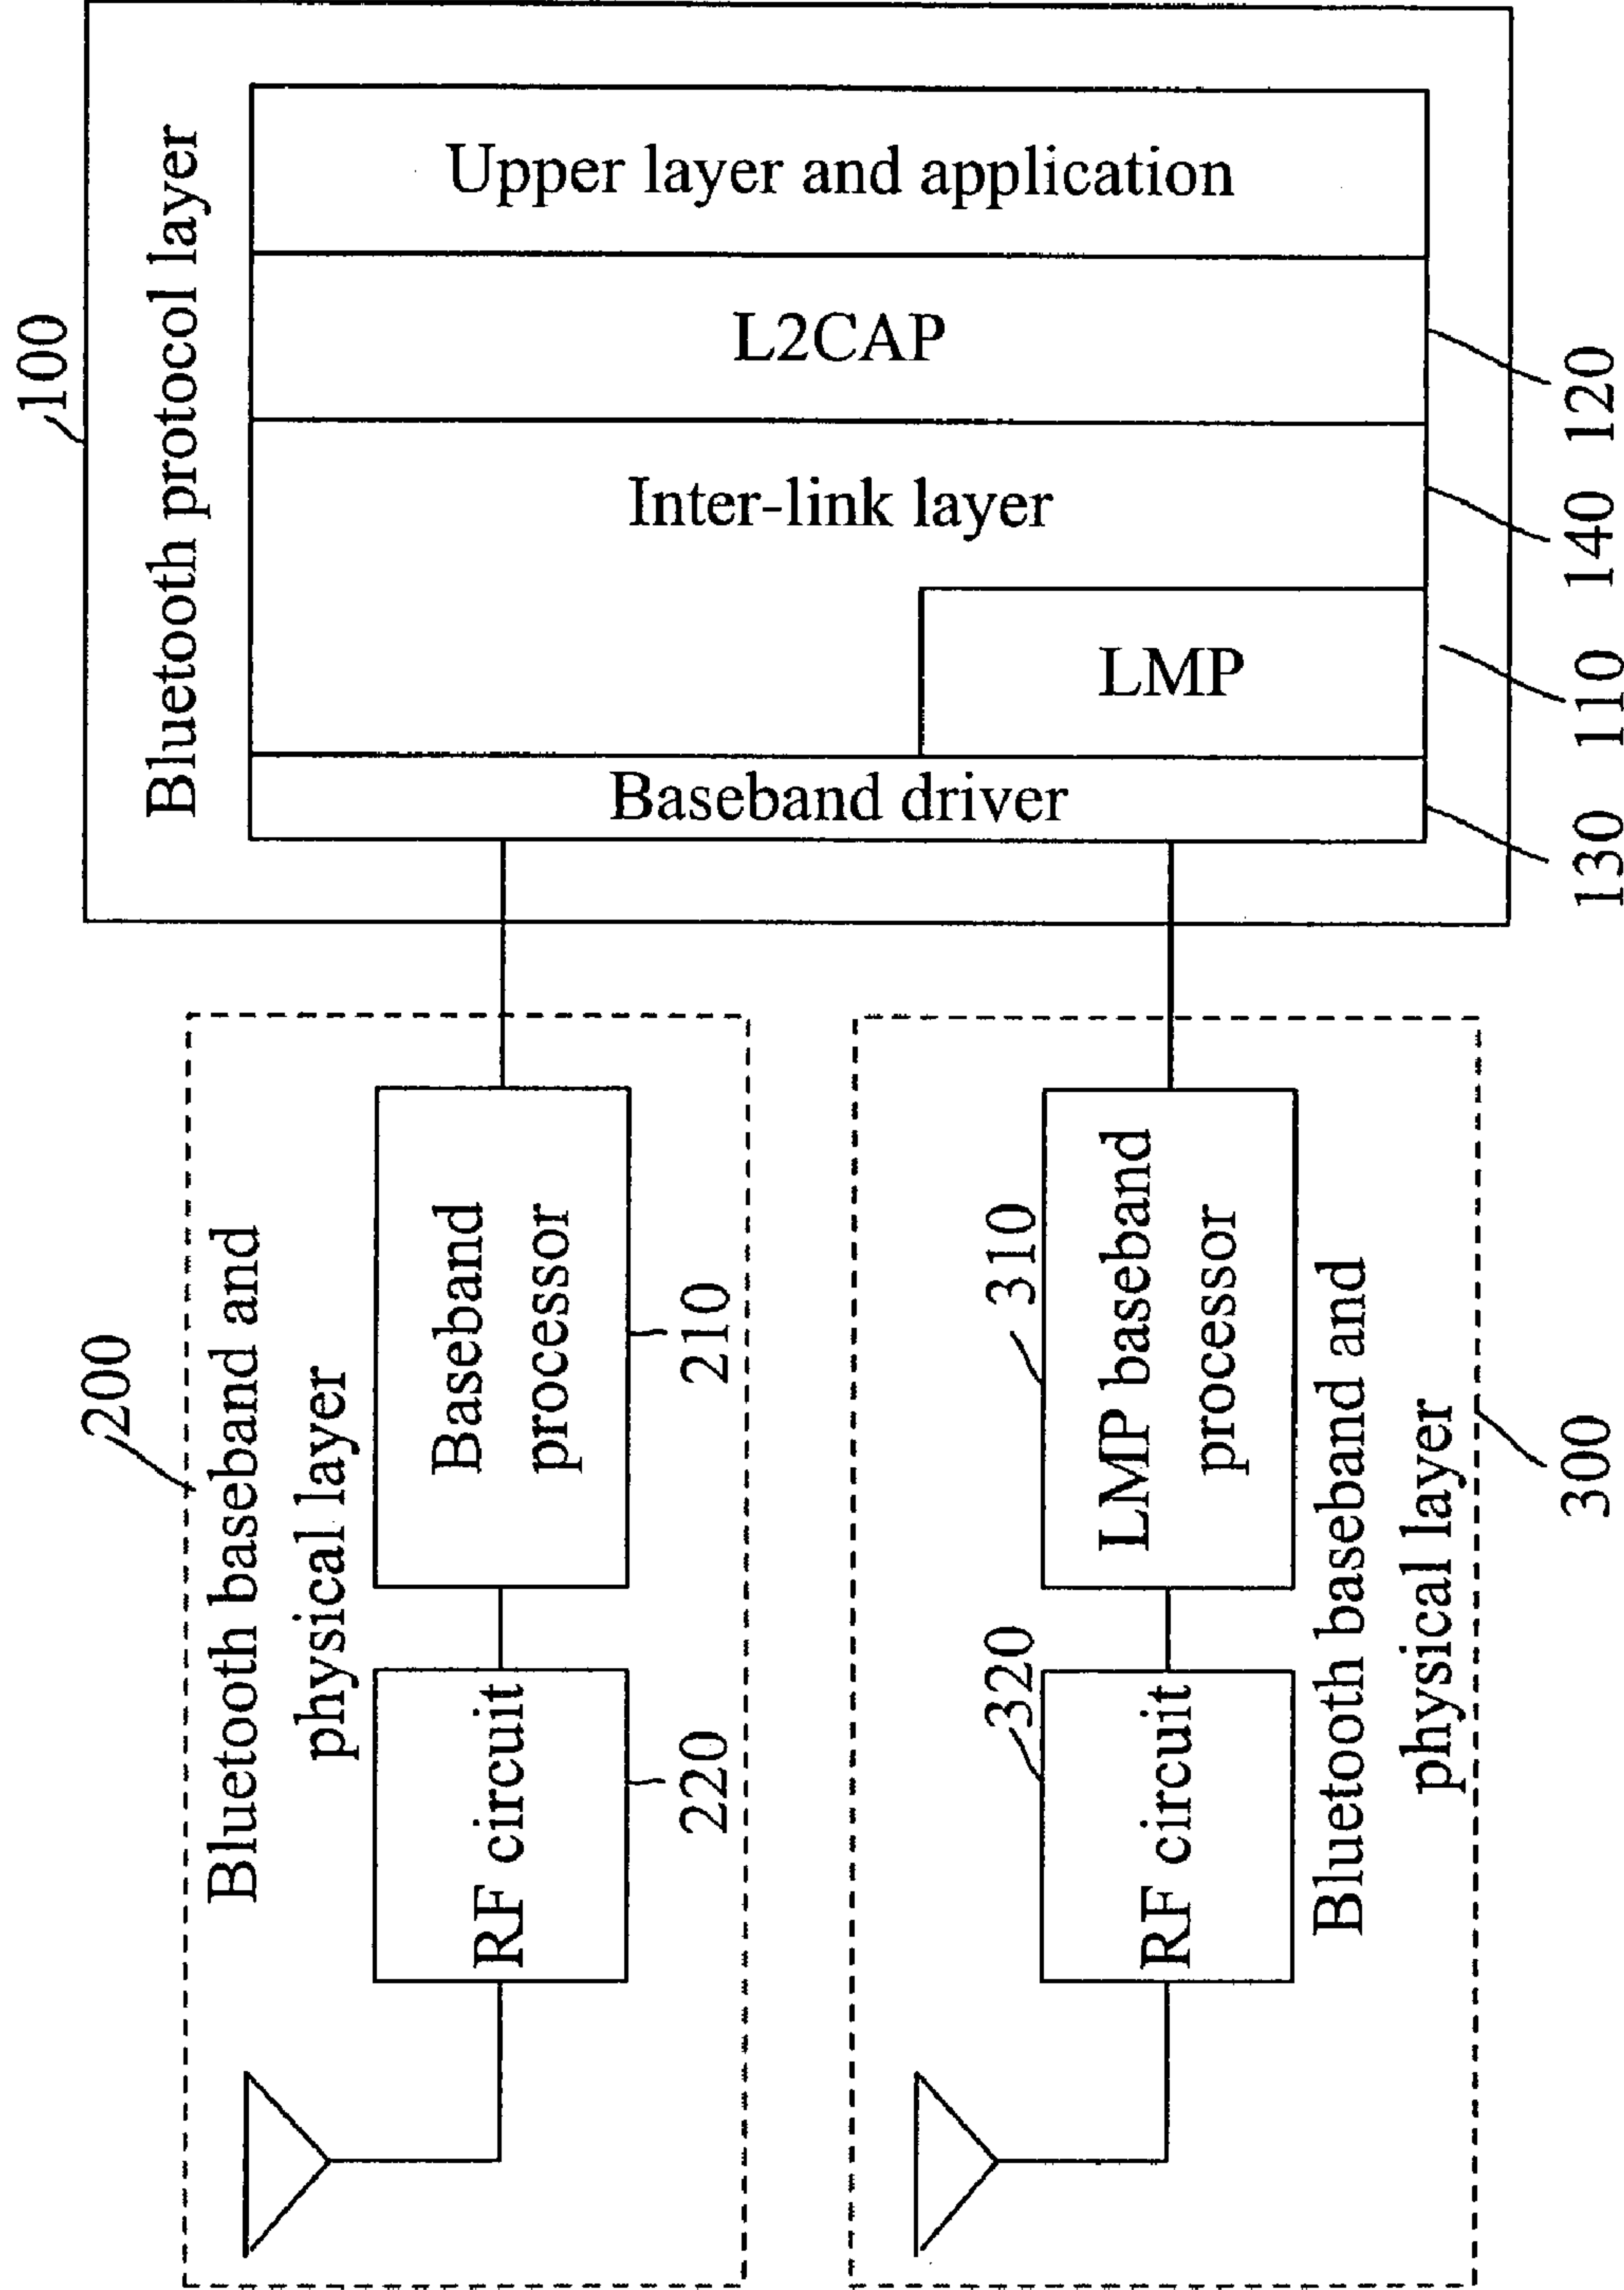 100
Bluetooth protocol layer
Upper layer and application
L2CAP
Inter-link layer
LMP
Baseband driver
120
140
110
130
200
Bluetooth baseband and
physical layer
Baseband
processor
210
RF circuit
220
310
LMP baseband
processor
320
RF circuit
Bluetooth baseband and
physical layer
300